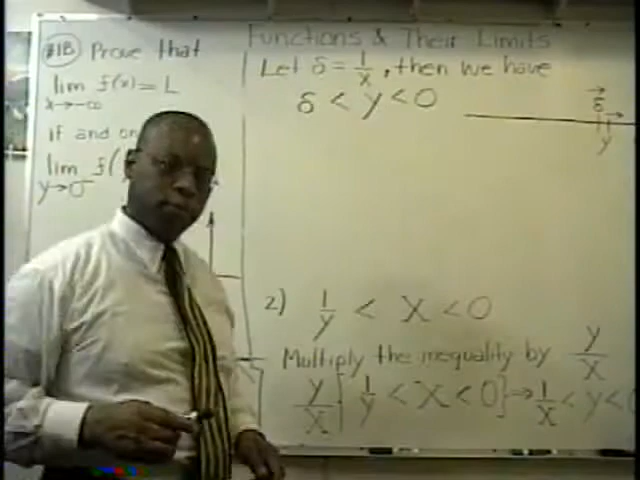 #1B Prove that
lim f(x) = L
x→-∞
if and on
lim f(
y→0⁻
Functions & Their Limits
Let δ = 1/x, then we have
δ < y < 0
δ
y
2) 1/y < x < 0
Multiply the inequality by y/x
y/x [ 1/y < x < 0 ] → 1/x < y < 0